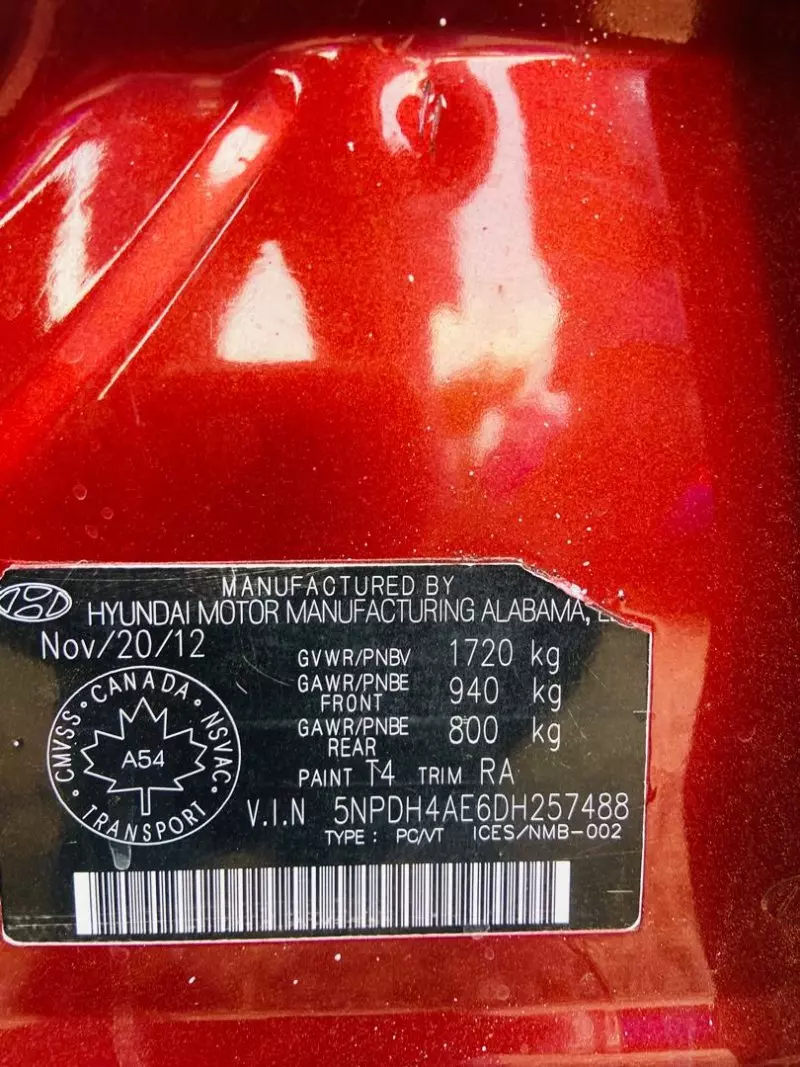 MANUFACTURED BY
HYUNDAI MOTOR MANUFACTURING ALABAMA,
Nov/20/12
GVWR/PNBV 1720 kg
GAWR/PNBE FRONT 940 kg
GAWR/PNBE REAR 800 kg
CANADA • NSVAC • TRANSPORT • CMVSS •
A54
PAINT T4 TRIM RA
V.I.N 5NPDH4AE6DH257488
TYPE : PC/VT ICES/NMB-002